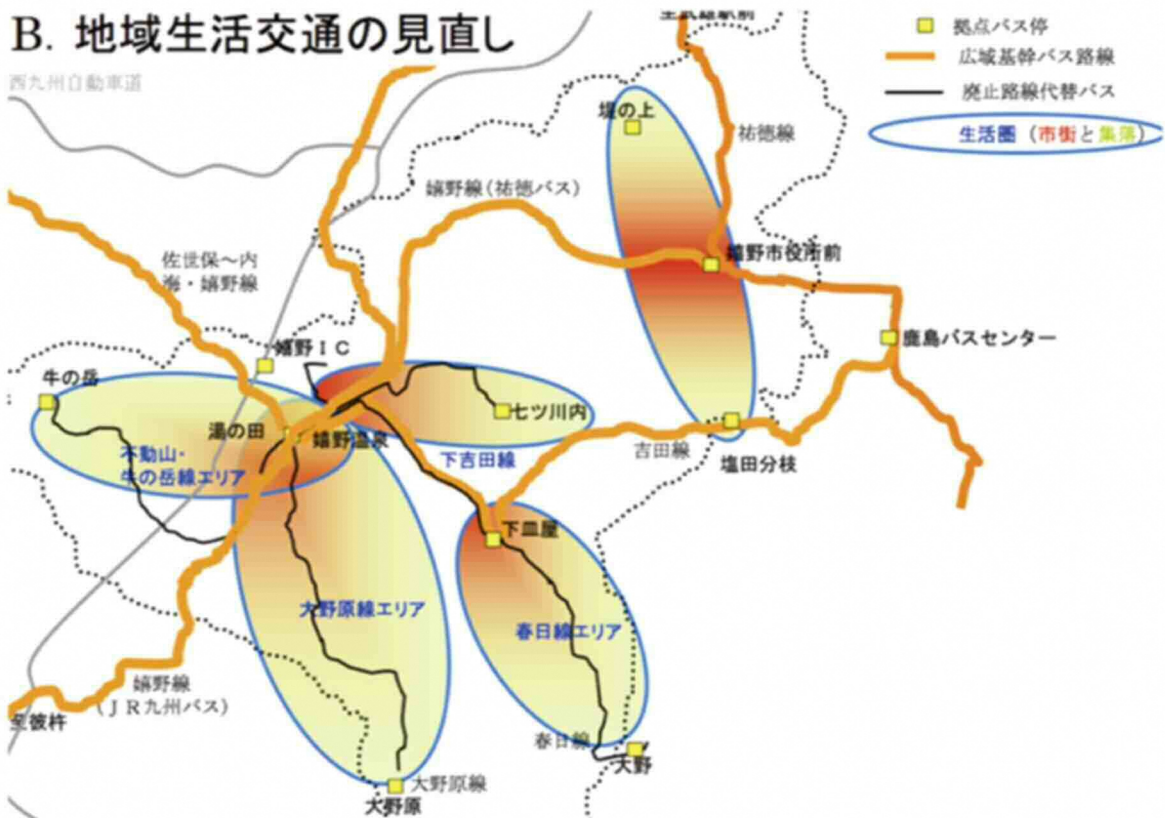 B. 地域生活交通の見直し
西九州自動車道
拠点バス停
広域基幹バス路線
廃止路線代替バス
生活圏（市街と集落）
堤の上
祐徳線
嬉野線（祐徳バス）
嬉野市役所前
佐世保～内
海・嬉野線
鹿島バスセンター
嬉野ＩＣ
牛の岳
七ツ川内
湯の田
嬉野温泉
不動山・
牛の岳線エリア
下吉田線
吉田線
塩田分枝
下皿屋
大野原線エリア
春日線エリア
嬉野線
（ＪＲ九州バス）
至彼杵
春日線
大野
大野原線
大野原